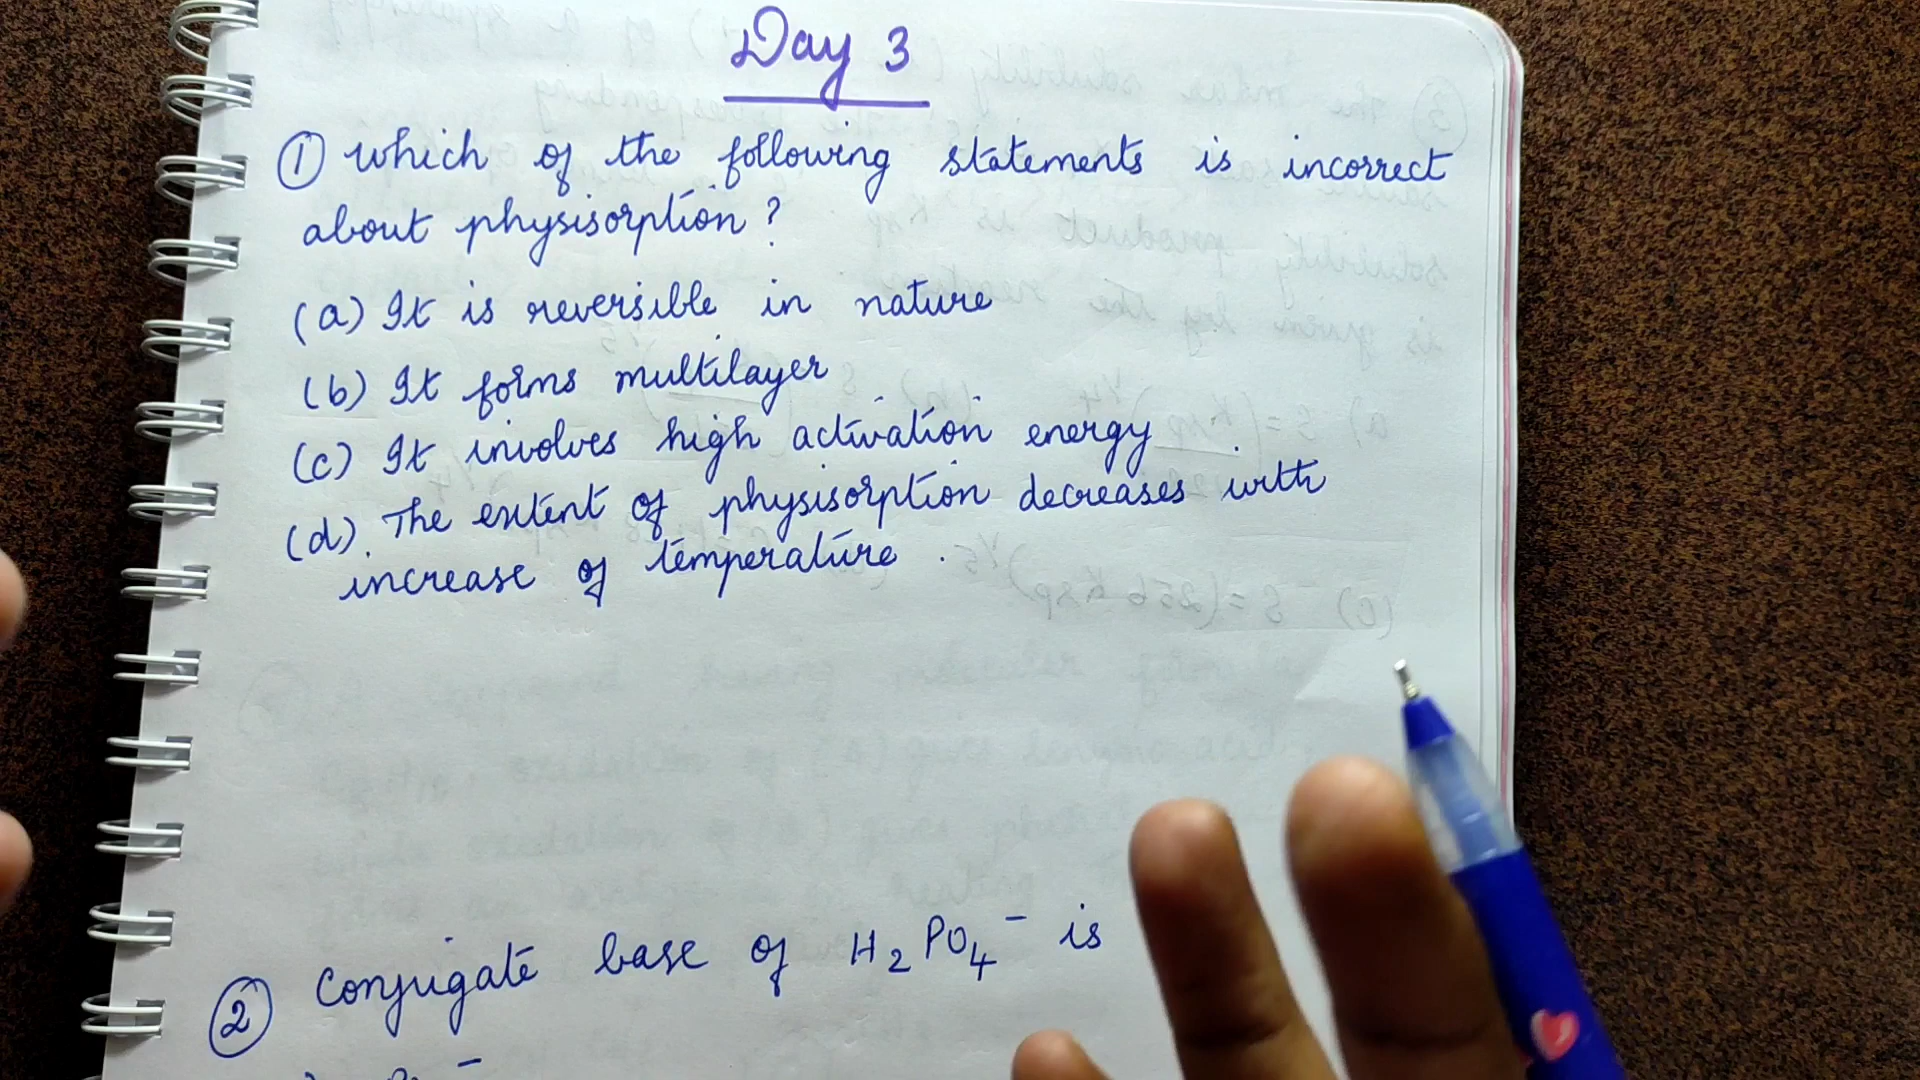 Day 3
① which of the following statements is incorrect
about physisorption?
(a) It is reversible in nature
(b) It forms multilayer
(c) It involves high activation energy
(d). The extent of physisorption decreases with
increase of temperature.
② Conjugate base of H₂PO₄⁻ is